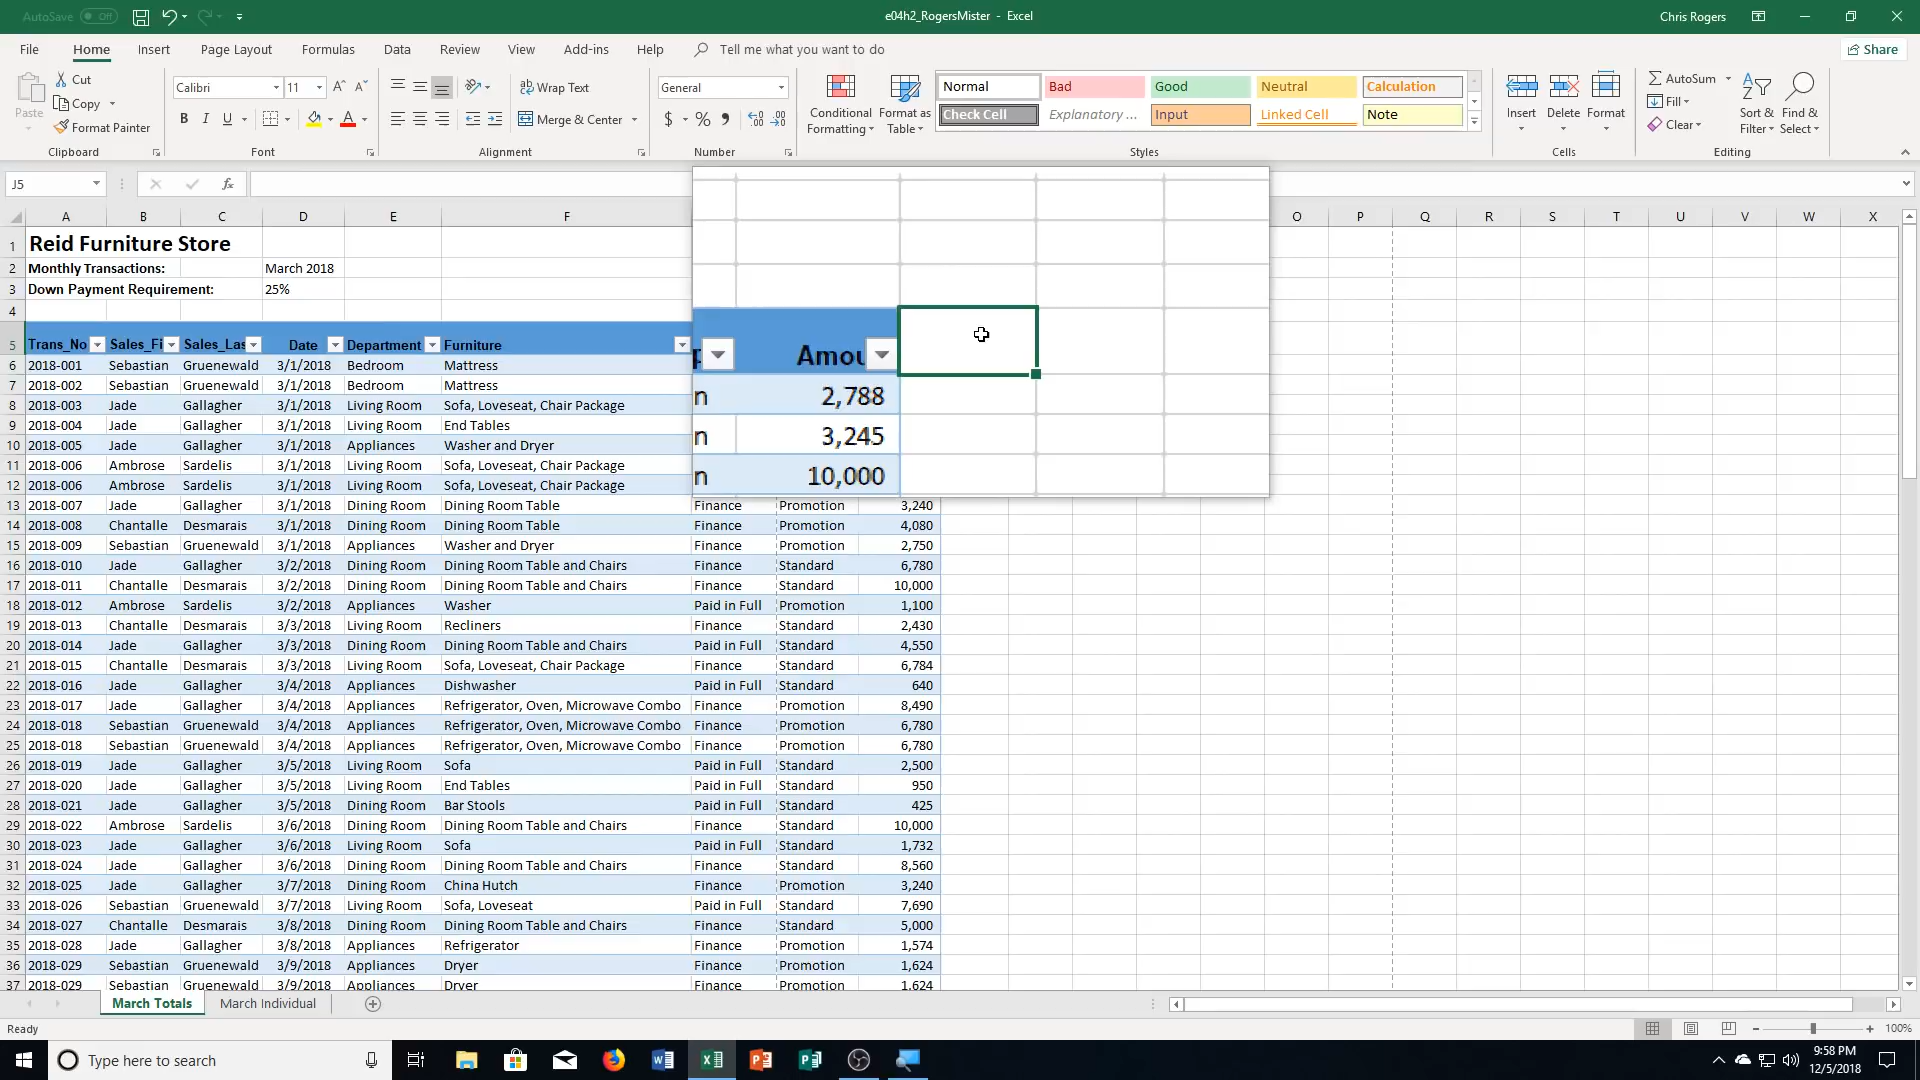 AutoSave Off
e04h2_RogersMister - Excel
Chris Rogers
File Home Insert Page Layout Formulas Data Review View Add-ins Help Tell me what you want to do Share
Paste
Cut
Copy
Format Painter
Clipboard
Calibri 11
B I U A
Font
Wrap Text
Merge & Center
Alignment
General
$ % ,
Number
Conditional Formatting
Format as Table
Normal Bad Good Neutral Calculation
Check Cell Explanatory ... Input Linked Cell Note
Styles
Insert Delete Format
Cells
AutoSum
Fill
Clear
Sort & Filter
Find & Select
Editing
J5 fx
A B C D E F O P Q R S T U V W X
1 Reid Furniture Store
2 Monthly Transactions: March 2018
3 Down Payment Requirement: 25%
4
5 Trans_No Sales_Fi Sales_Las Date Department Furniture Amou
6 2018-001 Sebastian Gruenewald 3/1/2018 Bedroom Mattress n 2,788
7 2018-002 Sebastian Gruenewald 3/1/2018 Bedroom Mattress n 3,245
8 2018-003 Jade Gallagher 3/1/2018 Living Room Sofa, Loveseat, Chair Package n 10,000
9 2018-004 Jade Gallagher 3/1/2018 Living Room End Tables
10 2018-005 Jade Gallagher 3/1/2018 Appliances Washer and Dryer
11 2018-006 Ambrose Sardelis 3/1/2018 Living Room Sofa, Loveseat, Chair Package
12 2018-006 Ambrose Sardelis 3/1/2018 Living Room Sofa, Loveseat, Chair Package
13 2018-007 Jade Gallagher 3/1/2018 Dining Room Dining Room Table Finance Promotion 3,240
14 2018-008 Chantalle Desmarais 3/1/2018 Dining Room Dining Room Table Finance Promotion 4,080
15 2018-009 Sebastian Gruenewald 3/1/2018 Appliances Washer and Dryer Finance Promotion 2,750
16 2018-010 Jade Gallagher 3/2/2018 Dining Room Dining Room Table and Chairs Finance Standard 6,780
17 2018-011 Chantalle Desmarais 3/2/2018 Dining Room Dining Room Table and Chairs Finance Standard 10,000
18 2018-012 Ambrose Sardelis 3/2/2018 Appliances Washer Paid in Full Promotion 1,100
19 2018-013 Chantalle Desmarais 3/3/2018 Living Room Recliners Finance Standard 2,430
20 2018-014 Jade Gallagher 3/3/2018 Dining Room Dining Room Table and Chairs Paid in Full Standard 4,550
21 2018-015 Chantalle Desmarais 3/3/2018 Living Room Sofa, Loveseat, Chair Package Finance Standard 6,784
22 2018-016 Jade Gallagher 3/4/2018 Appliances Dishwasher Paid in Full Standard 640
23 2018-017 Jade Gallagher 3/4/2018 Appliances Refrigerator, Oven, Microwave Combo Finance Promotion 8,490
24 2018-018 Sebastian Gruenewald 3/4/2018 Appliances Refrigerator, Oven, Microwave Combo Finance Promotion 6,780
25 2018-018 Sebastian Gruenewald 3/4/2018 Appliances Refrigerator, Oven, Microwave Combo Finance Promotion 6,780
26 2018-019 Jade Gallagher 3/5/2018 Living Room Sofa Paid in Full Standard 2,500
27 2018-020 Jade Gallagher 3/5/2018 Living Room End Tables Paid in Full Standard 950
28 2018-021 Jade Gallagher 3/5/2018 Dining Room Bar Stools Paid in Full Standard 425
29 2018-022 Ambrose Sardelis 3/6/2018 Dining Room Dining Room Table and Chairs Finance Standard 10,000
30 2018-023 Jade Gallagher 3/6/2018 Living Room Sofa Paid in Full Standard 1,732
31 2018-024 Jade Gallagher 3/6/2018 Dining Room Dining Room Table and Chairs Finance Standard 8,560
32 2018-025 Jade Gallagher 3/7/2018 Dining Room China Hutch Finance Promotion 3,240
33 2018-026 Sebastian Gruenewald 3/7/2018 Living Room Sofa, Loveseat Paid in Full Standard 7,690
34 2018-027 Chantalle Desmarais 3/8/2018 Dining Room Dining Room Table and Chairs Finance Standard 5,000
35 2018-028 Jade Gallagher 3/8/2018 Appliances Refrigerator Finance Promotion 1,574
36 2018-029 Sebastian Gruenewald 3/9/2018 Appliances Dryer Finance Promotion 1,624
37 2018-029 Sebastian Gruenewald 3/9/2018 Appliances Dryer Finance Promotion 1,624
March Totals March Individual
Ready 100%
Type here to search
9:58 PM
12/5/2018